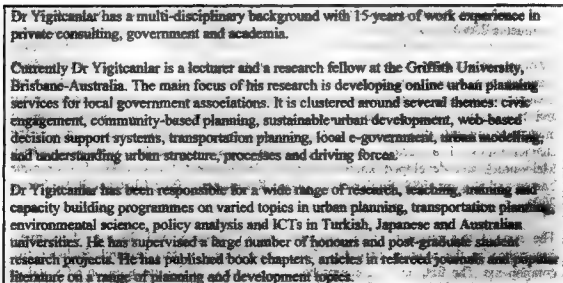 Dr Yigitcanlar has a multi-disciplinary background with 15 years of work experience in
private consulting, government and academia.
Currently Dr Yigitcanlar is a lecturer and a research fellow at the Griffith University,
Brisbane-Australia. The main focus of his research is developing online urban planning
services for local government associations. It is clustered around several themes: civic
engagement, community-based planning, sustainable urban development, web-based
decision support systems, transportation planning, local e-government, urban modelling,
and understanding urban structure, processes and driving forces.
Dr Yigitcanlar has been responsible for a wide range of research, teaching, training and
capacity building programmes on varied topics in urban planning, transportation planning,
environmental science, policy analysis and ICTs in Turkish, Japanese and Australian
universities. He has supervised a large number of honours and post-graduate student
research projects. He has published book chapters, articles in refereed journals and popular
literature on a range of planning and development topics.